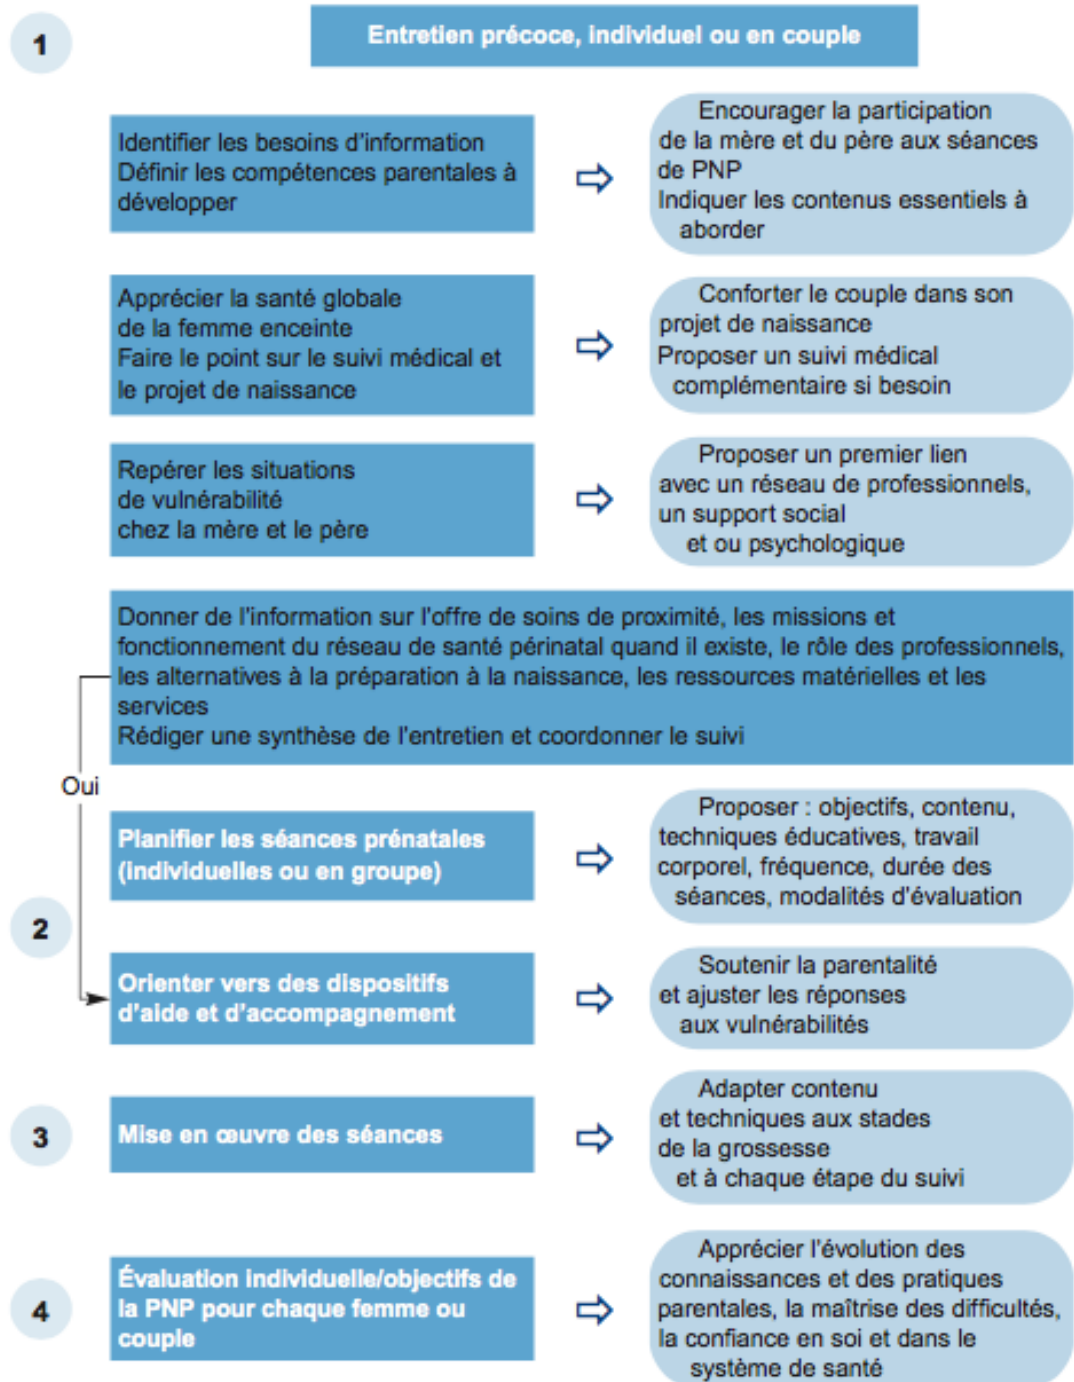 1
Entretien précoce, individuel ou en couple
Identifier les besoins d'information
Définir les compétences parentales à
développer
Encourager la participation
de la mère et du père aux séances
de PNP
Indiquer les contenus essentiels à
aborder
Apprécier la santé globale
de la femme enceinte
Faire le point sur le suivi médical et
le projet de naissance
Conforter le couple dans son
projet de naissance
Proposer un suivi médical
complémentaire si besoin
Repérer les situations
de vulnérabilité
chez la mère et le père
Proposer un premier lien
avec un réseau de professionnels,
un support social
et ou psychologique
Donner de l'information sur l'offre de soins de proximité, les missions et
fonctionnement du réseau de santé périnatal quand il existe, le rôle des professionnels,
les alternatives à la préparation à la naissance, les ressources matérielles et les
services
Rédiger une synthèse de l'entretien et coordonner le suivi
Oui
2
Planifier les séances prénatales
(individuelles ou en groupe)
Proposer : objectifs, contenu,
techniques éducatives, travail
corporel, fréquence, durée des
séances, modalités d'évaluation
Orienter vers des dispositifs
d'aide et d'accompagnement
Soutenir la parentalité
et ajuster les réponses
aux vulnérabilités
3
Mise en œuvre des séances
Adapter contenu
et techniques aux stades
de la grossesse
et à chaque étape du suivi
4
Évaluation individuelle/objectifs de
la PNP pour chaque femme ou
couple
Apprécier l'évolution des
connaissances et des pratiques
parentales, la maîtrise des difficultés,
la confiance en soi et dans le
système de santé